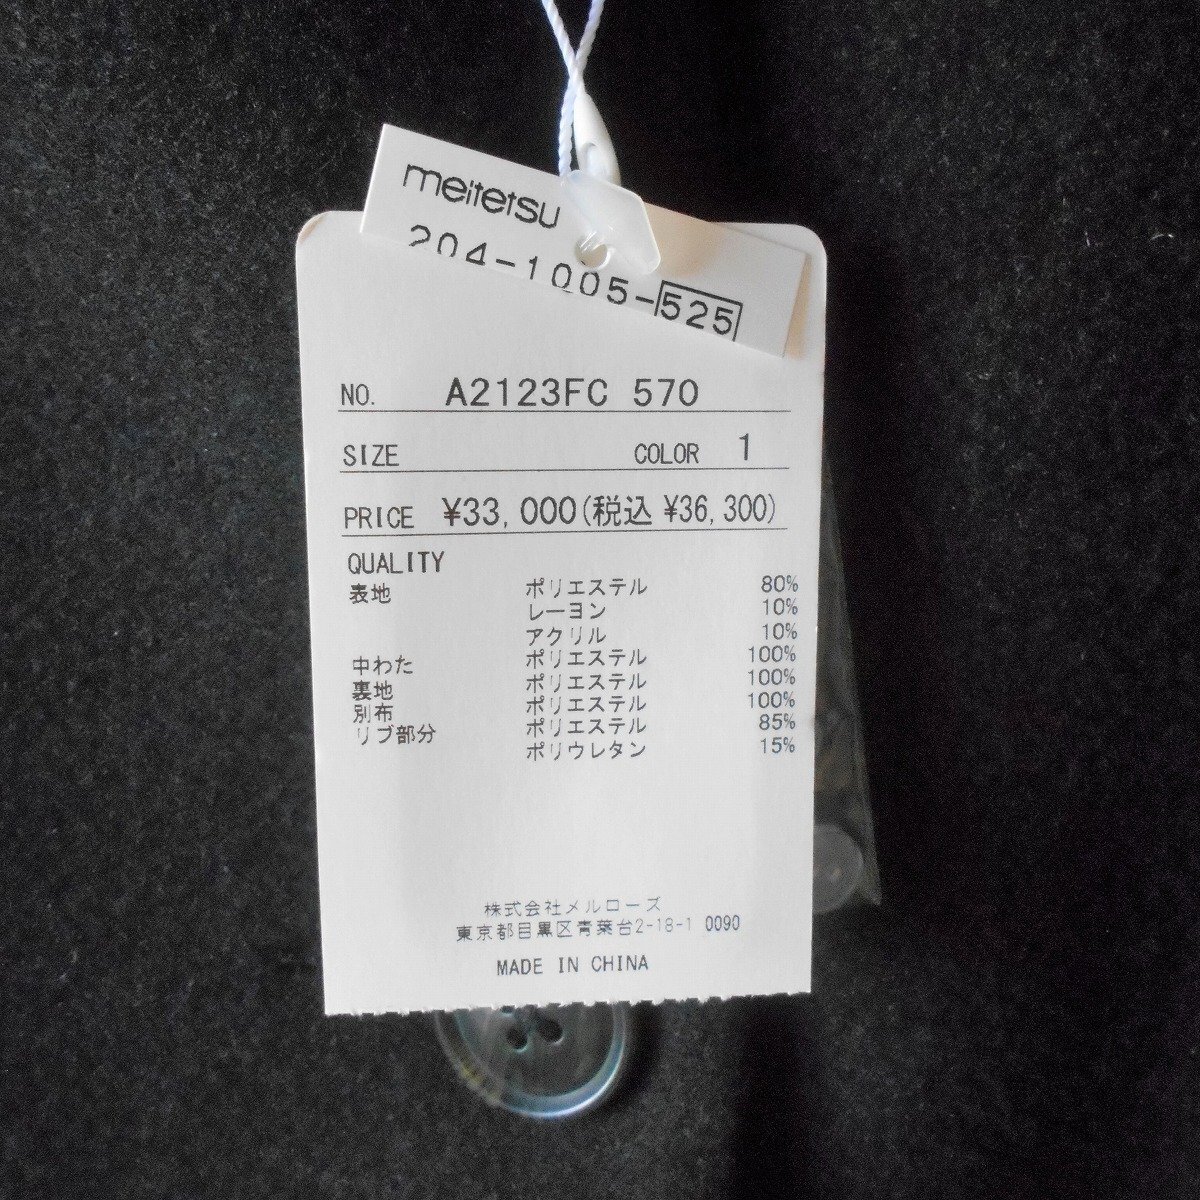 meitetsu
204-1005-525
NO. A2123FC 570
SIZE COLOR 1
PRICE ¥33,000(税込 ¥36,300)
QUALITY
表地 ポリエステル 80%
レーヨン 10%
アクリル 10%
中わた ポリエステル 100%
裏地 ポリエステル 100%
別布 ポリエステル 100%
リブ部分 ポリエステル 85%
ポリウレタン 15%
株式会社メルローズ
東京都目黒区青葉台2-18-1 0090
MADE IN CHINA